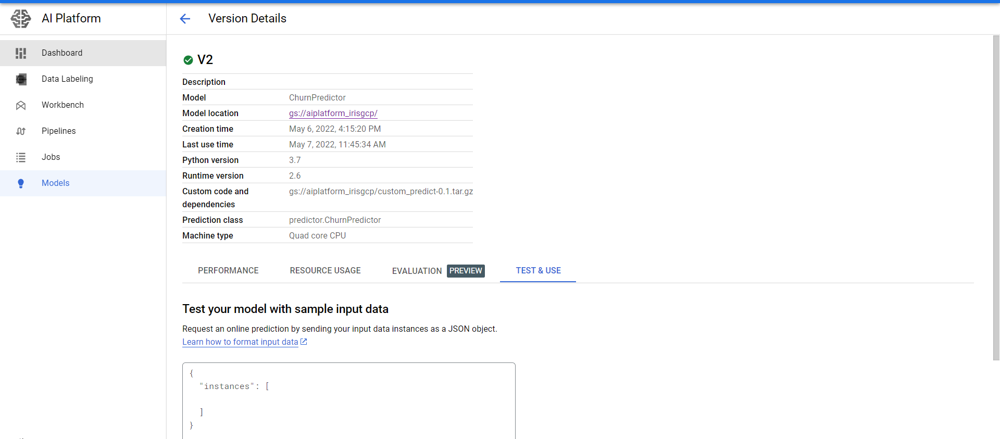 AI Platform
Version Details
Dashboard
Data Labeling
Workbench
Pipelines
Jobs
Models
V2
Description
Model ChurnPredictor
Model location gs://aiplatform_irisgcp/
Creation time May 6, 2022, 4:15:20 PM
Last use time May 7, 2022, 11:45:34 AM
Python version 3.7
Runtime version 2.6
Custom code and gs://aiplatform_irisgcp/custom_predict-0.1.tar.gz
dependencies
Prediction class predictor.ChurnPredictor
Machine type Quad core CPU
PERFORMANCE RESOURCE USAGE EVALUATION PREVIEW TEST & USE
Test your model with sample input data
Request an online prediction by sending your input data instances as a JSON object.
Learn how to format input data
{
"instances": [
]
}